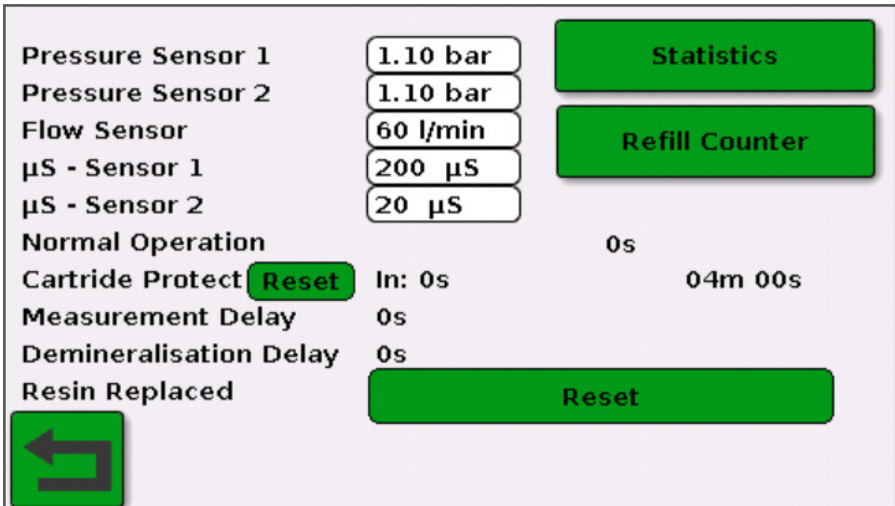 Pressure Sensor 1 1.10 bar Statistics
Pressure Sensor 2 1.10 bar
Flow Sensor 60 l/min Refill Counter
µS - Sensor 1 200 µS
µS - Sensor 2 20 µS
Normal Operation 0s
Cartride Protect Reset In: 0s 04m 00s
Measurement Delay 0s
Demineralisation Delay 0s
Resin Replaced Reset